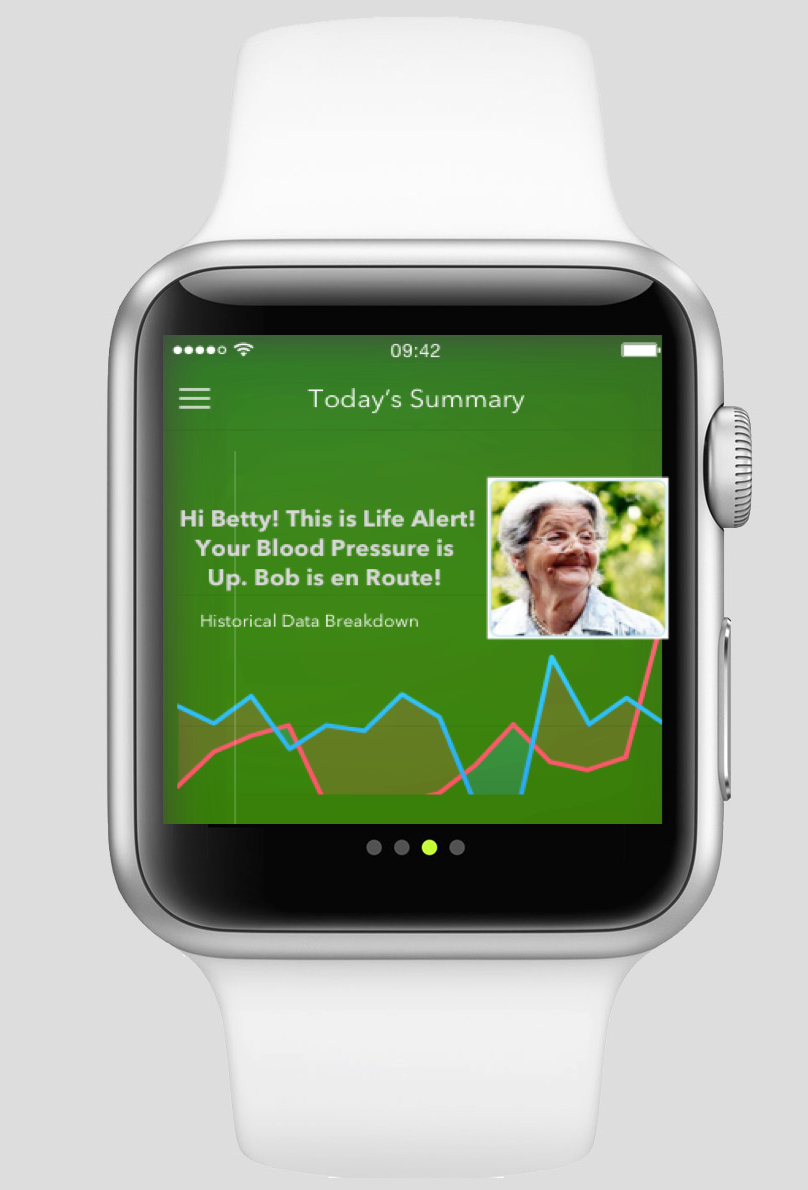 09:42
Today's Summary
Hi Betty! This is Life Alert!
Your Blood Pressure is
Up. Bob is en Route!
Historical Data Breakdown